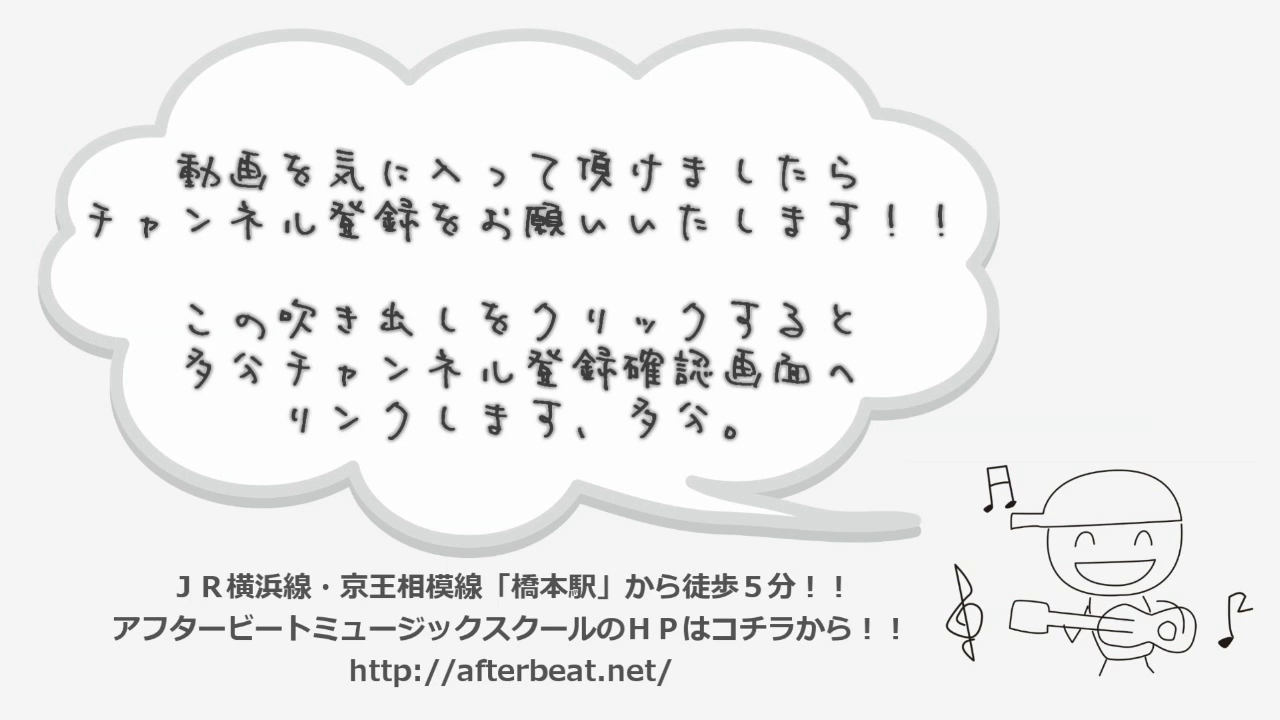 動画を気に入って頂けましたら
チャンネル登録をお願いいたします！！
この吹き出しをクリックすると
多分チャンネル登録確認画面へ
リンクします、多分。
ＪＲ横浜線・京王相模線「橋本駅」から徒歩５分！！
アフタービートミュージックスクールのＨＰはコチラから！！
http://afterbeat.net/